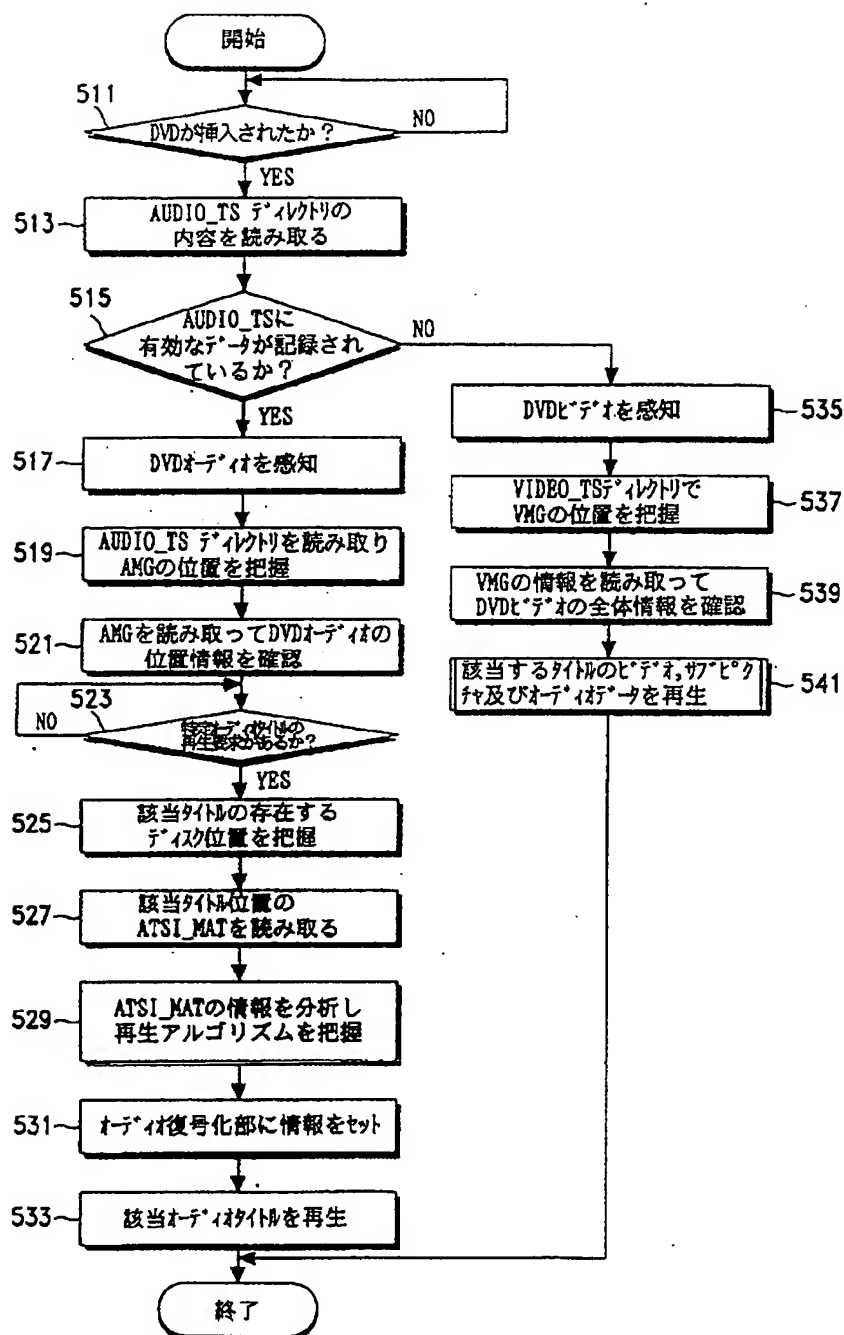 開始
511
DVDが挿入されたか?
NO
YES
513
AUDIO_TS ディレクトリの
内容を読み取る
515
AUDIO_TSに
有効なデータが記録され
ているか?
NO
YES
517
DVDオーディオを感知
519
AUDIO_TS ディレクトリを読み取り
AMGの位置を把握
521
AMGを読み取ってDVDオーディオの
位置情報を確認
523
特定オーディオタイトルの
再生要求があるか?
NO
YES
525
該当タイトルの存在する
ディスク位置を把握
527
該当タイトル位置の
ATSI_MATを読み取る
529
ATSI_MATの情報を分析し
再生アルゴリズムを把握
531
オーディオ復号化部に情報をセット
533
該当オーディオタイトルを再生
DVDビデオを感知
535
VIDEO_TSディレクトリで
VMGの位置を把握
537
VMGの情報を読み取って
DVDビデオの全体情報を確認
539
該当するタイトルのビデオ,サブピク
チャ及びオーディオデータを再生
541
終了